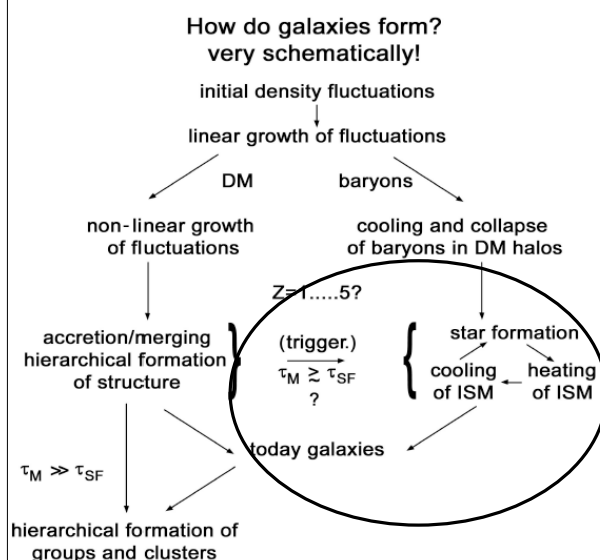 How do galaxies form?
very schematically!
initial density fluctuations
linear growth of fluctuations
DM
baryons
non-linear growth
of fluctuations
cooling and collapse
of baryons in DM halos
Z=1.....5?
accretion/merging
hierarchical formation
of structure
}
(trigger.)
τM ≳ τSF
?
{
star formation
cooling
of ISM
heating
of ISM
today galaxies
τM ≫ τSF
hierarchical formation of
groups and clusters